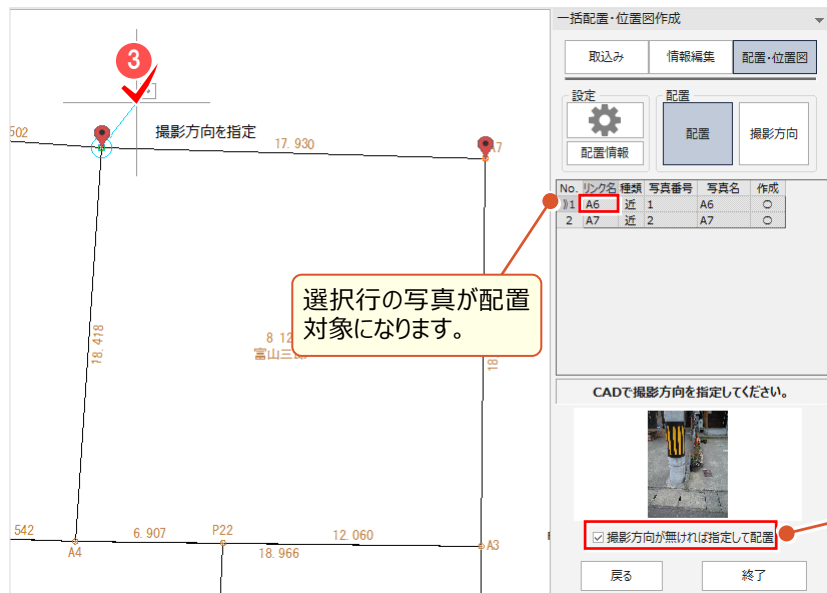 一括配置・位置図作成
取込み
情報編集
配置・位置図
設定
配置
配置情報
配置
撮影方向
No. リンク名 種類 写真番号 写真名 作成
1 A6 近 1 A6 ○
2 A7 近 2 A7 ○
3
撮影方向を指定
502
17.930
A7
選択行の写真が配置
対象になります。
18.418
8 12
富山三
18.
CADで撮影方向を指定してください。
撮影方向が無ければ指定して配置
戻る
終了
542
6.907
P22
12.060
A4
18.966
A3